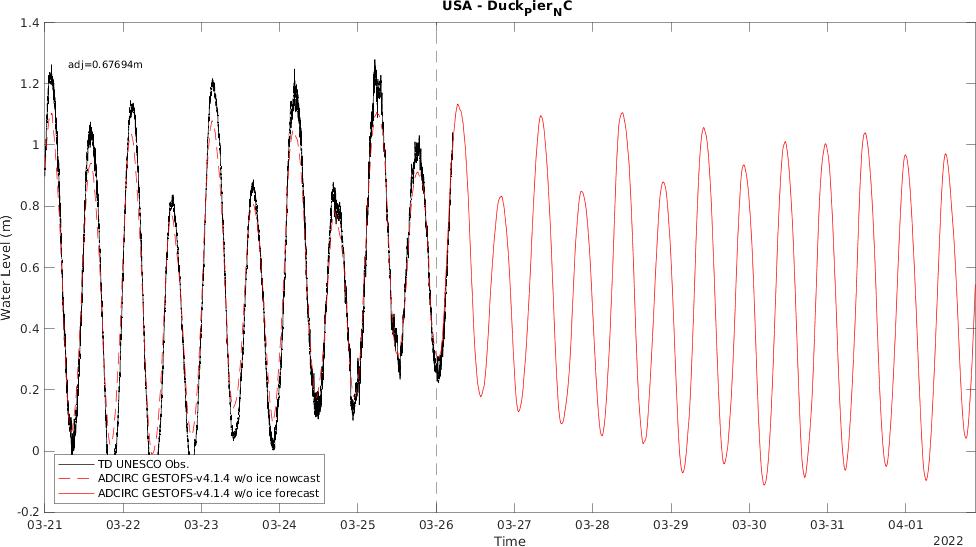 USA - Duck_Pier_NC
adj=0.67694m
Water Level (m)
1.4
1.2
1
0.8
0.6
0.4
0.2
0
-0.2
TD UNESCO Obs.
ADCIRC GESTOFS-v4.1.4 w/o ice nowcast
ADCIRC GESTOFS-v4.1.4 w/o ice forecast
03-21 03-22 03-23 03-24 03-25 03-26 03-27 03-28 03-29 03-30 03-31 04-01
Time
2022